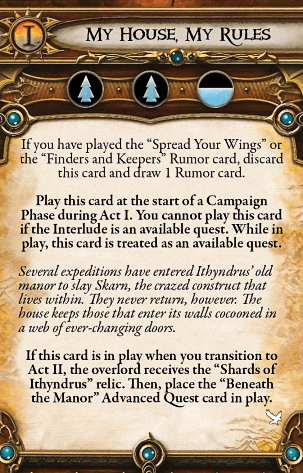 I
My House, My Rules
If you have played the “Spread Your Wings” or
the “Finders and Keepers” Rumor card, discard
this card and draw 1 Rumor card.
Play this card at the start of a Campaign
Phase during Act I. You cannot play this card
if the Interlude is an available quest. While in
play, this card is treated as an available quest.
Several expeditions have entered Ithyndrus’ old
manor to slay Skarn, the crazed construct that
lives within. They never return, however. The
house keeps those that enter its walls cocooned in
a web of ever-changing doors.
If this card is in play when you transition to
Act II, the overlord receives the “Shards of
Ithyndrus” relic. Then, place the “Beneath
the Manor” Advanced Quest card in play.